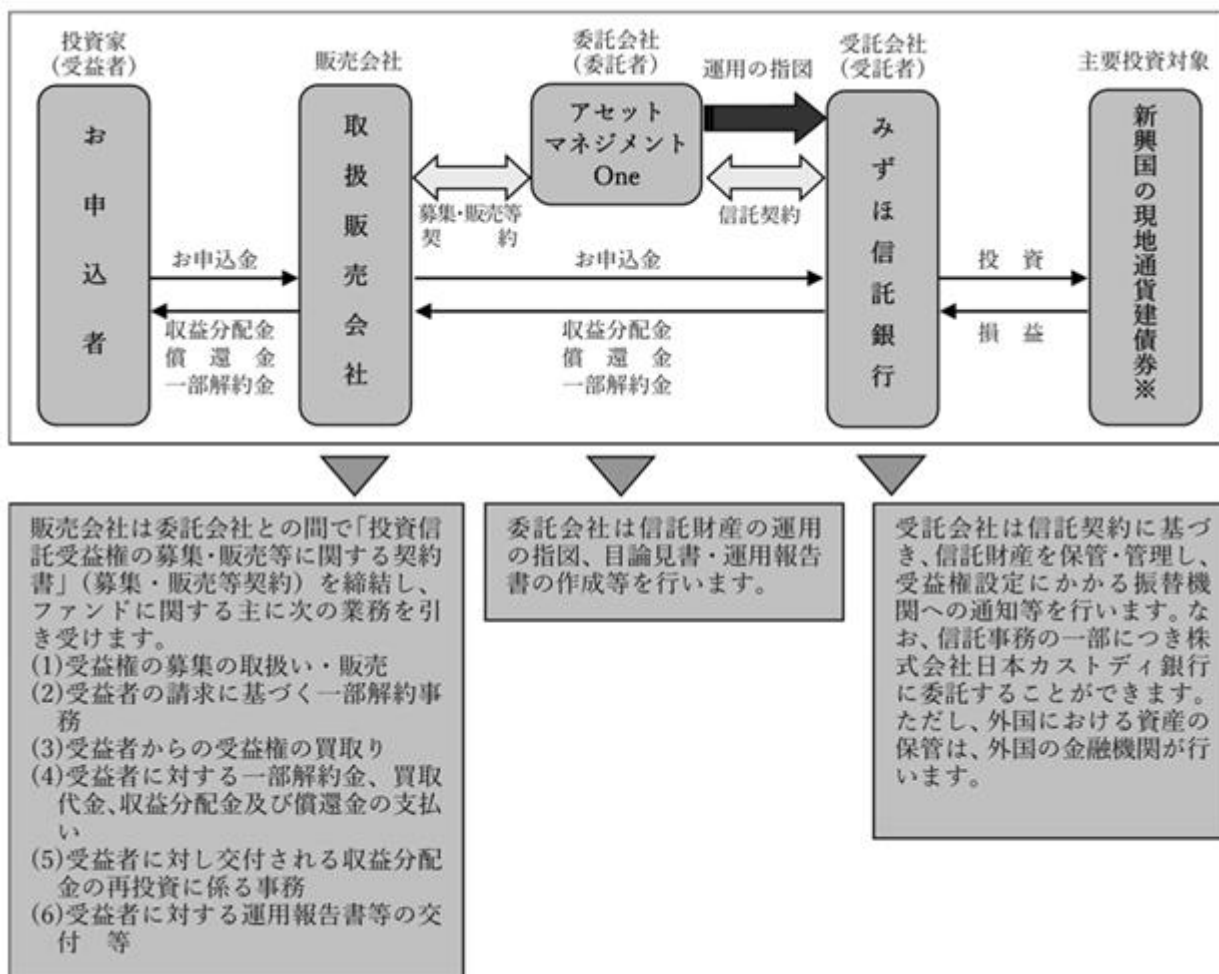 投資家
(受益者)
お申込者
販売会社
取扱販売会社
委託会社
(委託者)
アセット
マネジメント
One
運用の指図
受託会社
(受託者)
みずほ信託銀行
主要投資対象
新興国の現地通貨建債券※
募集・販売等
契約
信託契約
お申込金
収益分配金
償還金
一部解約金
お申込金
収益分配金
償還金
一部解約金
投資
損益
販売会社は委託会社との間で「投資信
託受益権の募集・販売等に関する契約
書」(募集・販売等契約)を締結し、
ファンドに関する主に次の業務を引
き受けます。
(1)受益権の募集の取扱い・販売
(2)受益者の請求に基づく一部解約事
務
(3)受益者からの受益権の買取り
(4)受益者に対する一部解約金、買取
代金、収益分配金及び償還金の支払
い
(5)受益者に対し交付される収益分配
金の再投資に係る事務
(6)受益者に対する運用報告書等の交
付 等
委託会社は信託財産の運用
の指図、目論見書・運用報告
書の作成等を行います。
受託会社は信託契約に基づ
き、信託財産を保管・管理し、
受益権設定にかかる振替機
関への通知等を行います。な
お、信託事務の一部につき株
式会社日本カストディ銀行
に委託することができます。
ただし、外国における資産の
保管は、外国の金融機関が行
います。